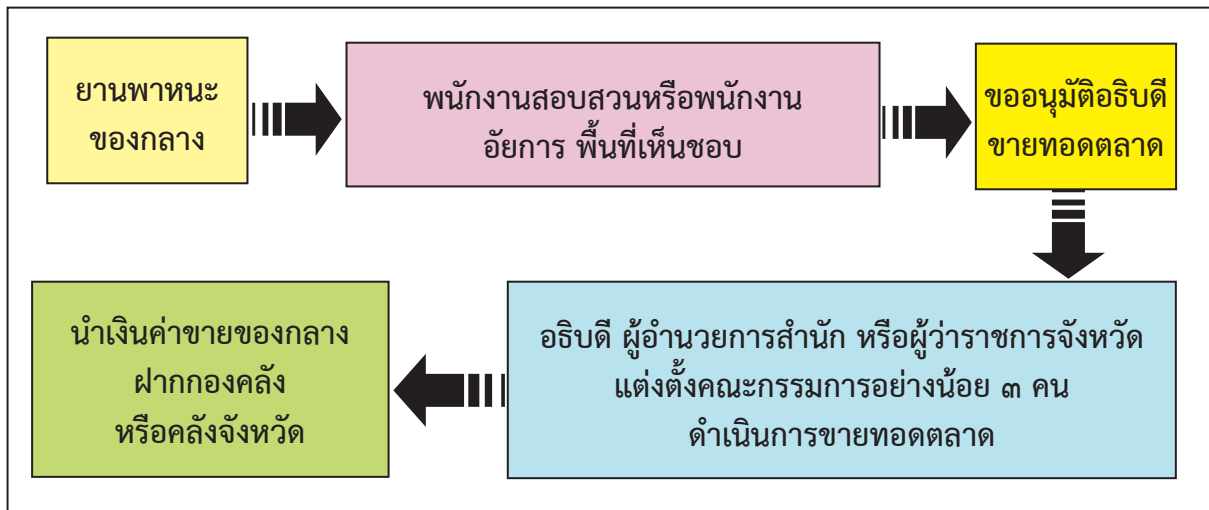 ยานพาหนะ
ของกลาง
พนักงานสอบสวนหรือพนักงาน
อัยการ พื้นที่เห็นชอบ
ขออนุมัติอธิบดี
ขายทอดตลาด
อธิบดี ผู้อำนวยการสำนัก หรือผู้ว่าราชการจังหวัด
แต่งตั้งคณะกรรมการอย่างน้อย ๓ คน
ดำเนินการขายทอดตลาด
นำเงินค่าขายของกลาง
ฝากกองคลัง
หรือคลังจังหวัด